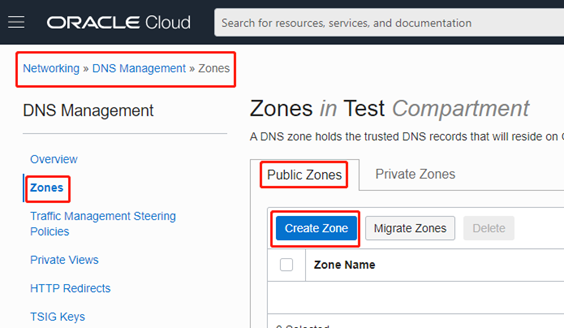 ORACLE Cloud
Search for resources, services, and documentation
Networking » DNS Management » Zones
DNS Management
Overview
Zones
Traffic Management Steering
Policies
Private Views
HTTP Redirects
TSIG Keys
Zones in Test Compartment
A DNS zone holds the trusted DNS records that will reside on
Public Zones
Private Zones
Create Zone
Migrate Zones
Delete
Zone Name
Selected